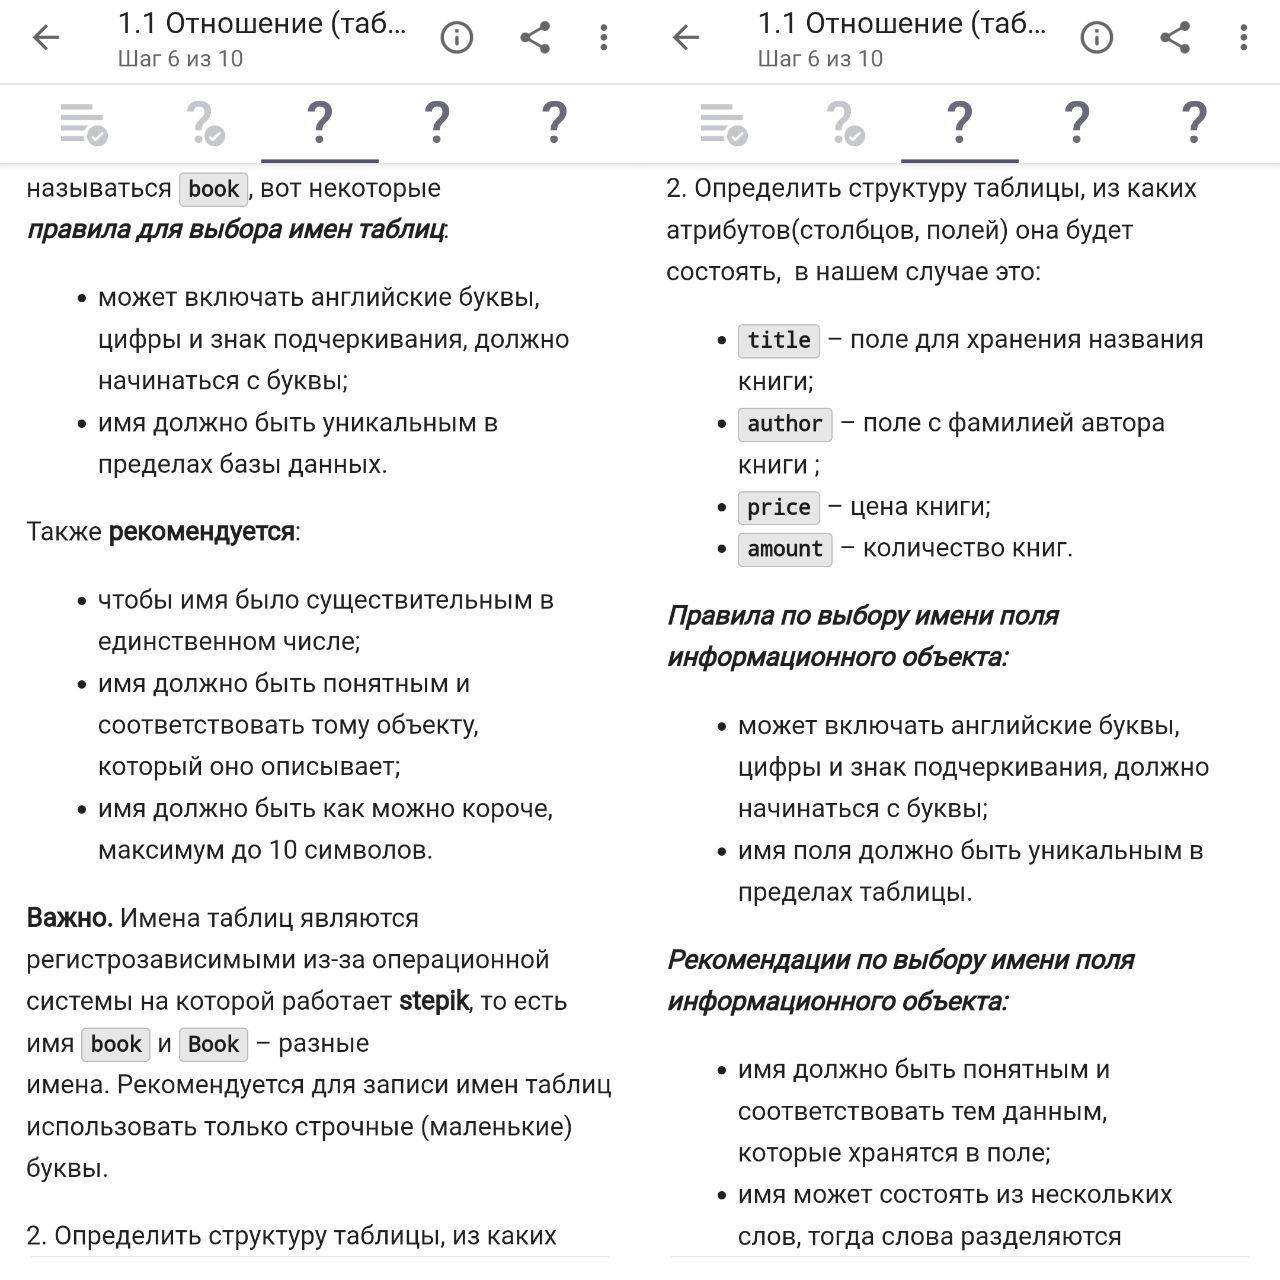 1.1 Отношение (таб...
Шаг 6 из 10
называться book, вот некоторые
правила для выбора имен таблиц:
может включать английские буквы,
цифры и знак подчеркивания, должно
начинаться с буквы;
имя должно быть уникальным в
пределах базы данных.
Также рекомендуется:
чтобы имя было существительным в
единственном числе;
имя должно быть понятным и
соответствовать тому объекту,
который оно описывает;
имя должно быть как можно короче,
максимум до 10 символов.
Важно. Имена таблиц являются
регистрозависимыми из-за операционной
системы на которой работает stepik, то есть
имя book и Book – разные
имена. Рекомендуется для записи имен таблиц
использовать только строчные (маленькие)
буквы.
2. Определить структуру таблицы, из каких
1.1 Отношение (таб...
Шаг 6 из 10
2. Определить структуру таблицы, из каких
атрибутов(столбцов, полей) она будет
состоять,  в нашем случае это:
title – поле для хранения названия
книги;
author – поле с фамилией автора
книги ;
price – цена книги;
amount – количество книг.
Правила по выбору имени поля
информационного объекта:
может включать английские буквы,
цифры и знак подчеркивания, должно
начинаться с буквы;
имя поля должно быть уникальным в
пределах таблицы.
Рекомендации по выбору имени поля
информационного объекта:
имя должно быть понятным и
соответствовать тем данным,
которые хранятся в поле;
имя может состоять из нескольких
слов, тогда слова разделяются